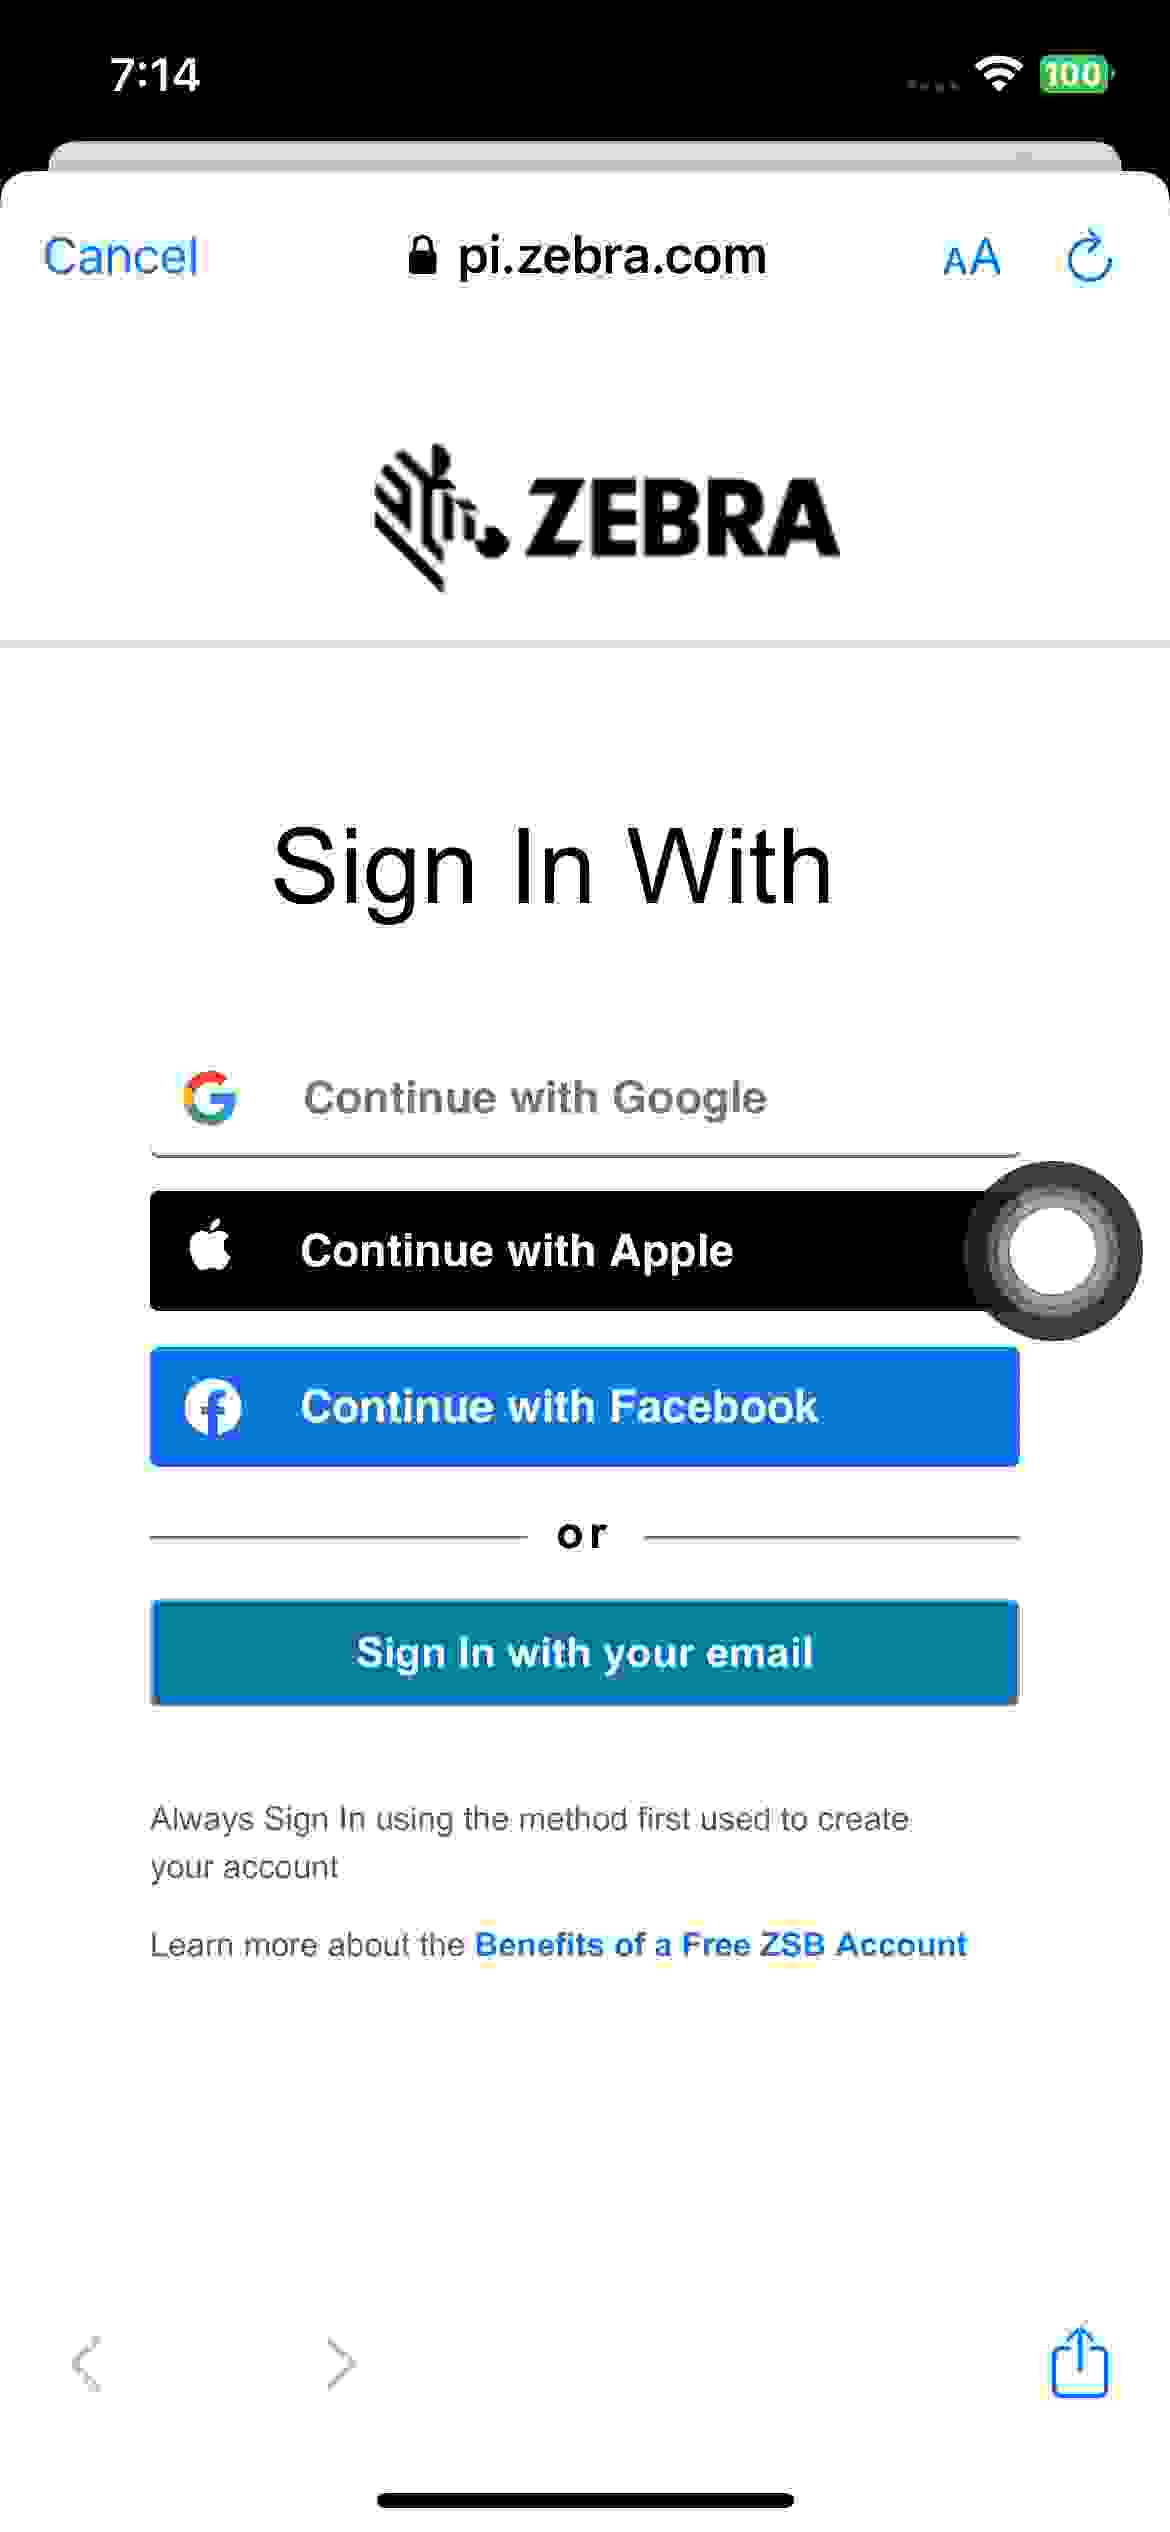 7:14
100
Cancel
pi.zebra.com
AA
ZEBRA
Sign In With
Continue with Google
Continue with Apple
Continue with Facebook
or
Sign In with your email
Always Sign In using the method first used to create
your account
Learn more about the Benefits of a Free ZSB Account